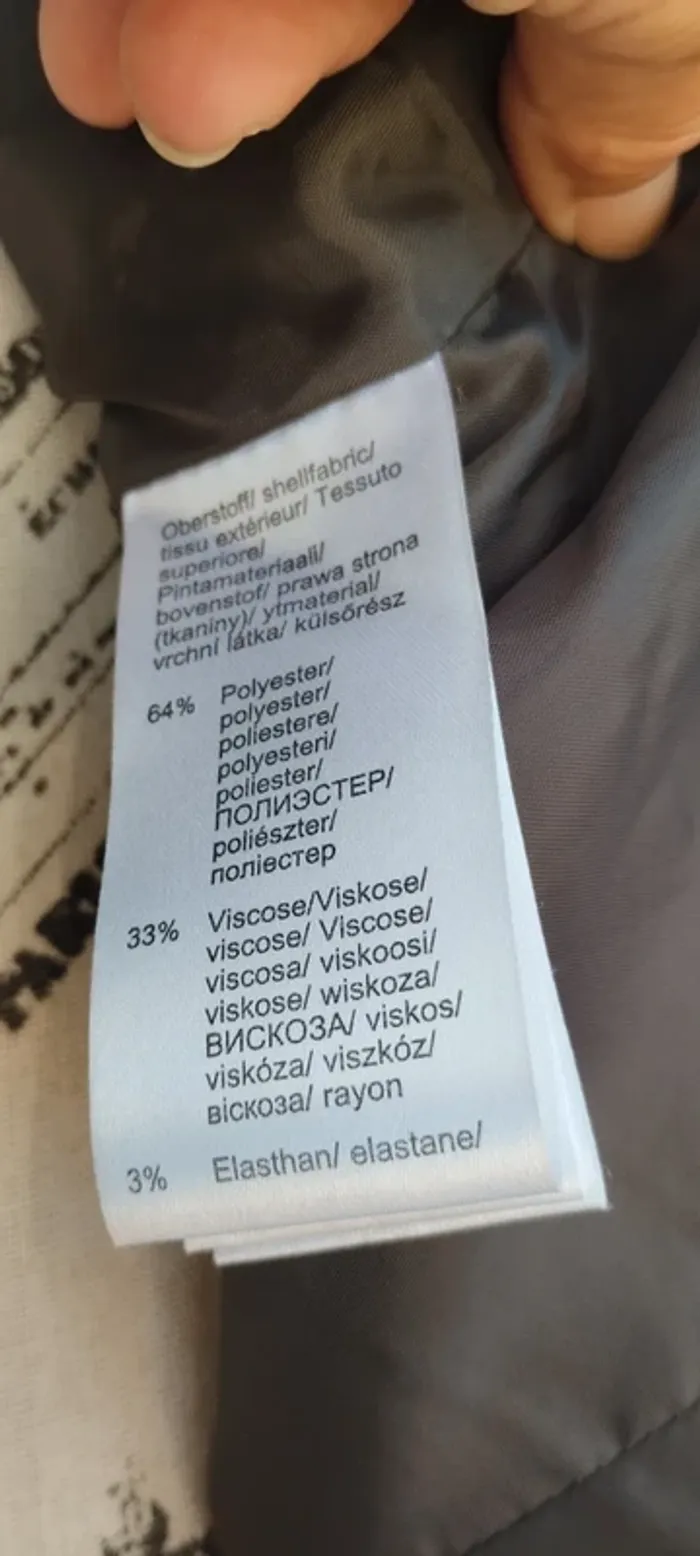 Oberstoff/ shellfabric/
tissu extérieur/ Tessuto
superiore/
Pintamateriaali/
bovenstof/ prawa strona
(tkaniny)/ ytmaterial/
vrchní látka/ külsőrész
64% Polyester/
polyester/
poliestere/
polyesteri/
poliester/
ПОЛИЭСТЕР/
poliészter/
поліестер
33% Viscose/Viskose/
viscose/ Viscose/
viscosa/ viskoosi/
viskose/ wiskoza/
ВИСКОЗА/ viskos/
viskóza/ viszkóz/
віскоза/ rayon
3% Elasthan/ elastane/